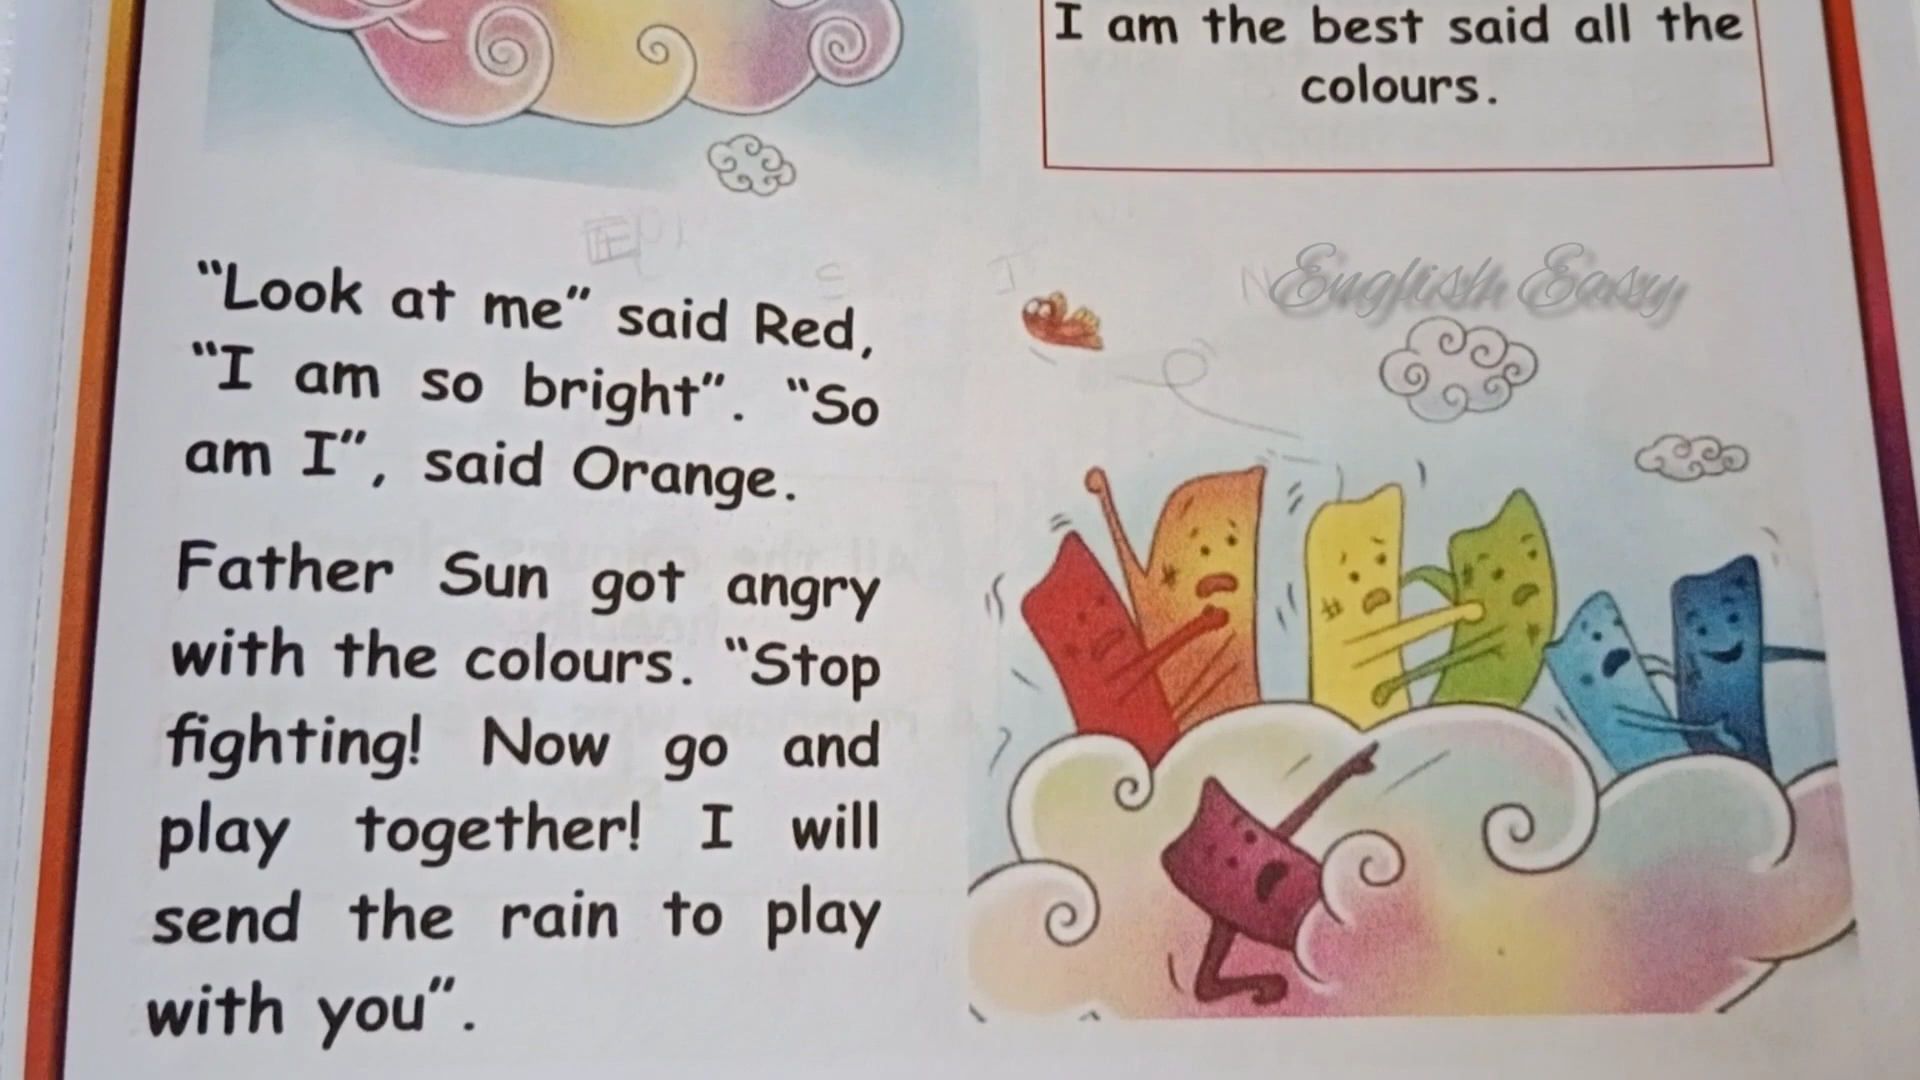 I am the best said all the
colours.
English Easy
“Look at me” said Red,
“I am so bright”. “So
am I”, said Orange.
Father Sun got angry
with the colours. “Stop
fighting! Now go and
play together! I will
send the rain to play
with you”.